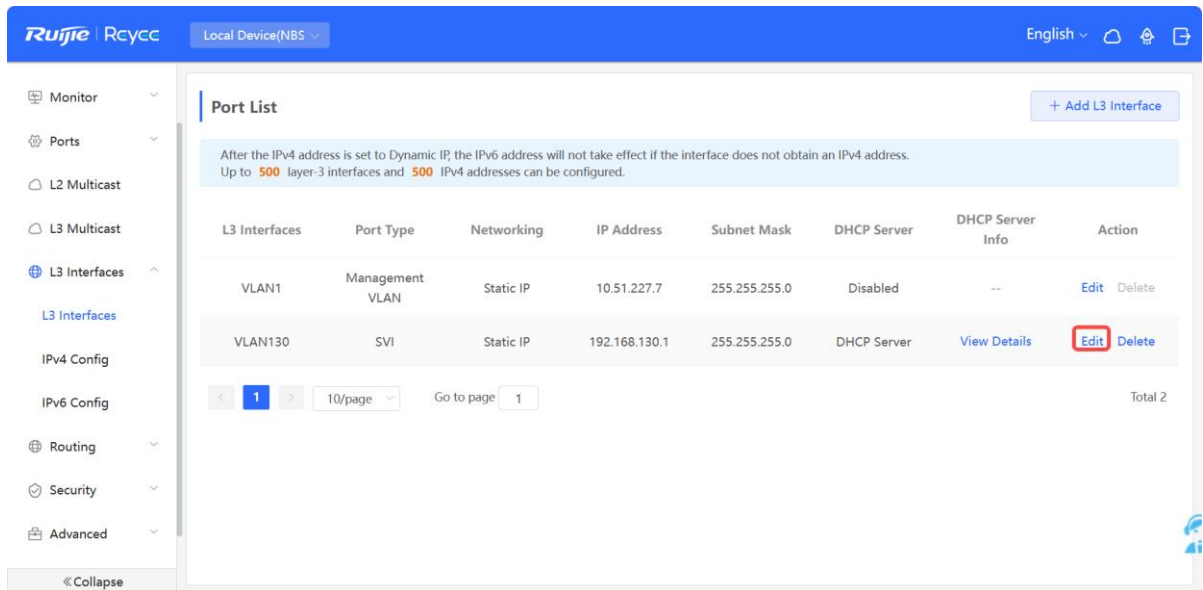 Ruijie | Rcycc
Local Device(NBS
English
Monitor
Ports
L2 Multicast
L3 Multicast
L3 Interfaces
L3 Interfaces
IPv4 Config
IPv6 Config
Routing
Security
Advanced
«Collapse
Port List
+ Add L3 Interface
After the IPv4 address is set to Dynamic IP, the IPv6 address will not take effect if the interface does not obtain an IPv4 address.
Up to 500 layer-3 interfaces and 500 IPv4 addresses can be configured.
L3 Interfaces Port Type Networking IP Address Subnet Mask DHCP Server DHCP Server Info Action
VLAN1 Management VLAN Static IP 10.51.227.7 255.255.255.0 Disabled -- Edit Delete
VLAN130 SVI Static IP 192.168.130.1 255.255.255.0 DHCP Server View Details Edit Delete
< 1 > 10/page Go to page 1 Total 2